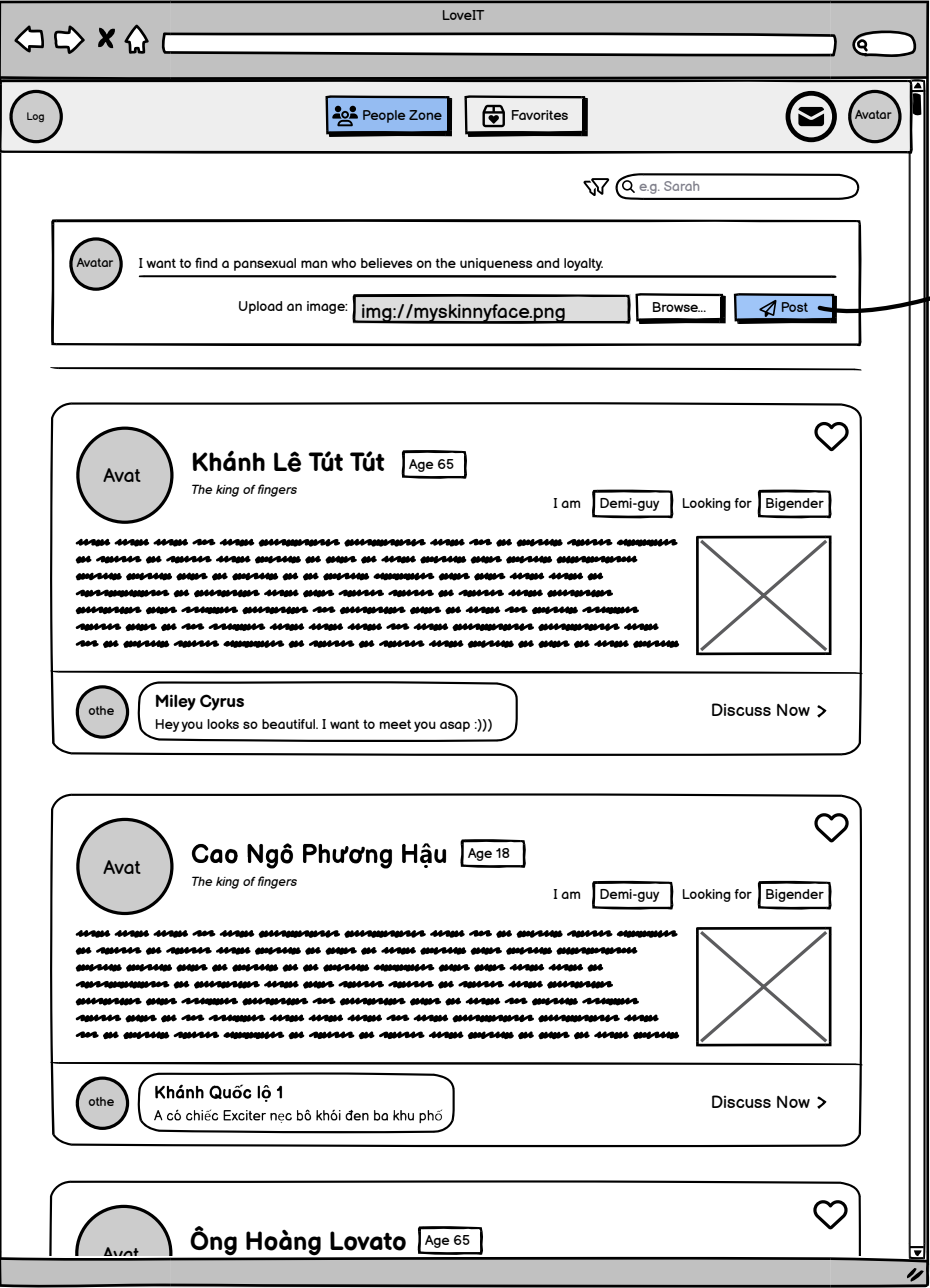 LoveIT
Log
People Zone
Favorites
Avatar
e.g. Sarah
Avatar
I want to find a pansexual man who believes on the uniqueness and loyalty.
Upload an image:
img://myskinnyface.png
Browse...
Post
Avat
Khánh Lê Tút Tút
Age 65
The king of fingers
I am
Demi-guy
Looking for
Bigender
othe
Miley Cyrus
Hey you looks so beautiful. I want to meet you asap :)))
Discuss Now >
Avat
Cao Ngô Phương Hậu
Age 18
The king of fingers
I am
Demi-guy
Looking for
Bigender
othe
Khánh Quốc lộ 1
A có chiếc Exciter nẹc bô khói đen ba khu phố
Discuss Now >
Avat
Ông Hoàng Lovato
Age 65